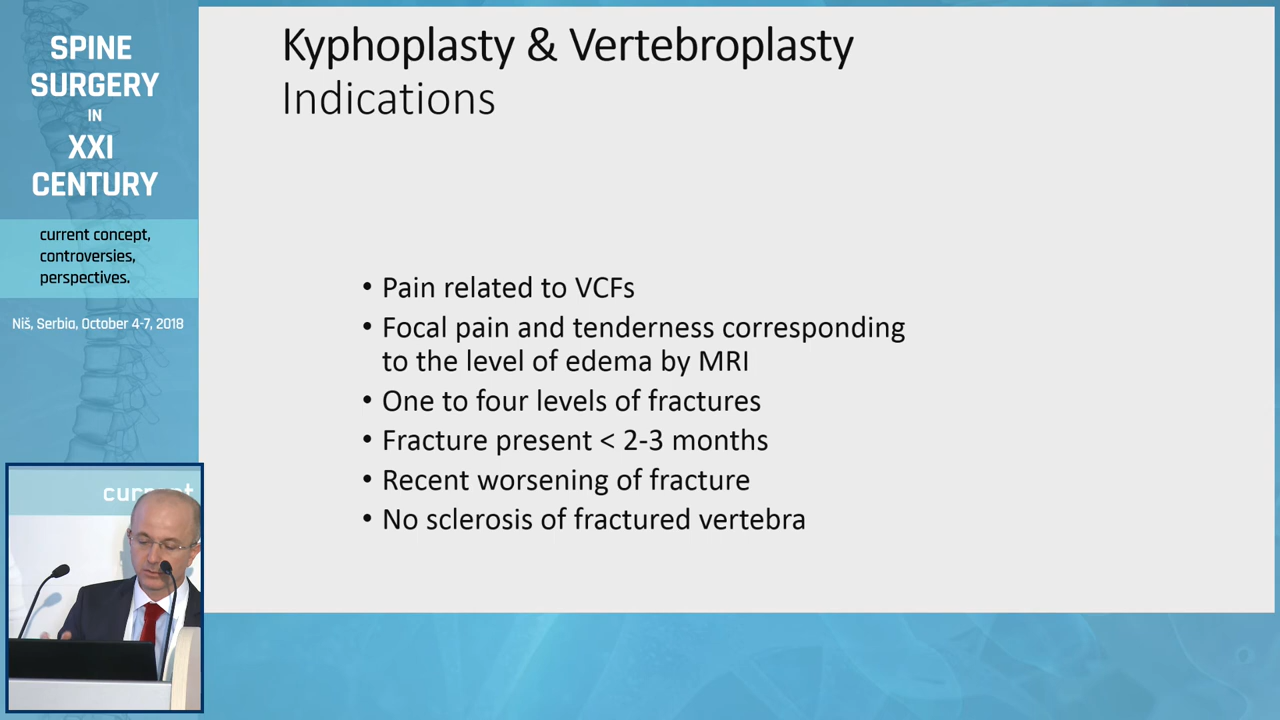 SPINE
SURGERY
IN
XXI
CENTURY
current concept,
controversies,
perspectives.
Niš, Serbia, October 4-7, 2018
Kyphoplasty & Vertebroplasty
Indications
• Pain related to VCFs
• Focal pain and tenderness corresponding
to the level of edema by MRI
• One to four levels of fractures
• Fracture present < 2-3 months
• Recent worsening of fracture
• No sclerosis of fractured vertebra